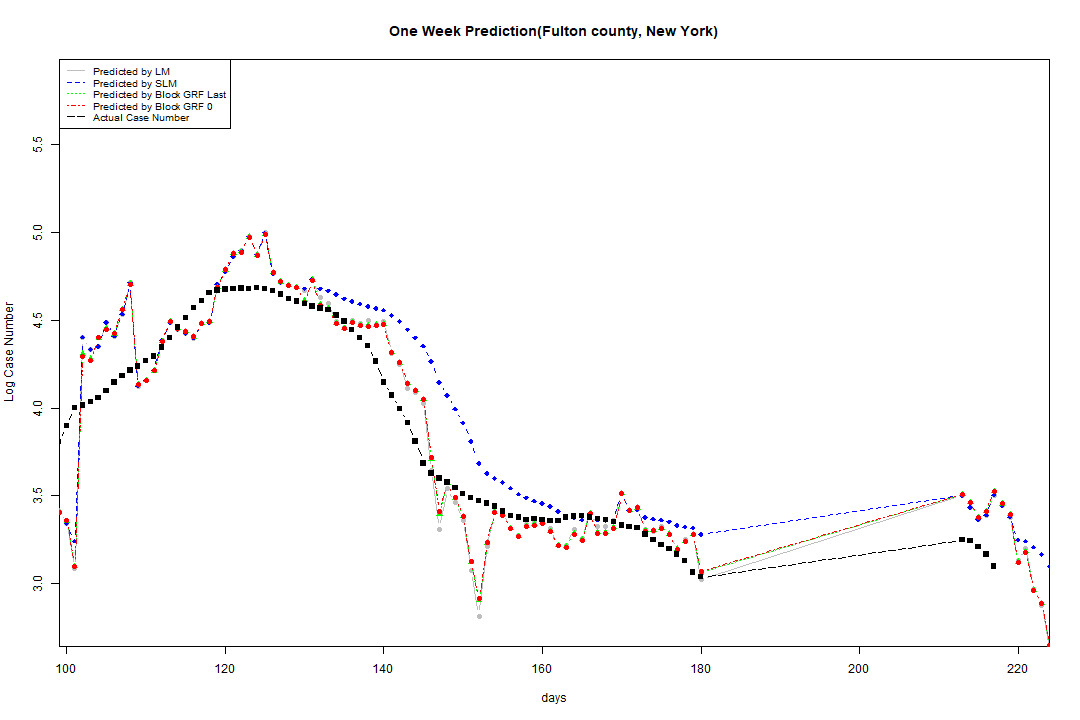 One Week Prediction(Fulton county, New York)
Predicted by LM
Predicted by SLM
Predicted by Block GRF Last
Predicted by Block GRF 0
Actual Case Number
5.5
5.0
4.5
4.0
3.5
3.0
Log Case Number
100 120 140 160 180 200 220
days